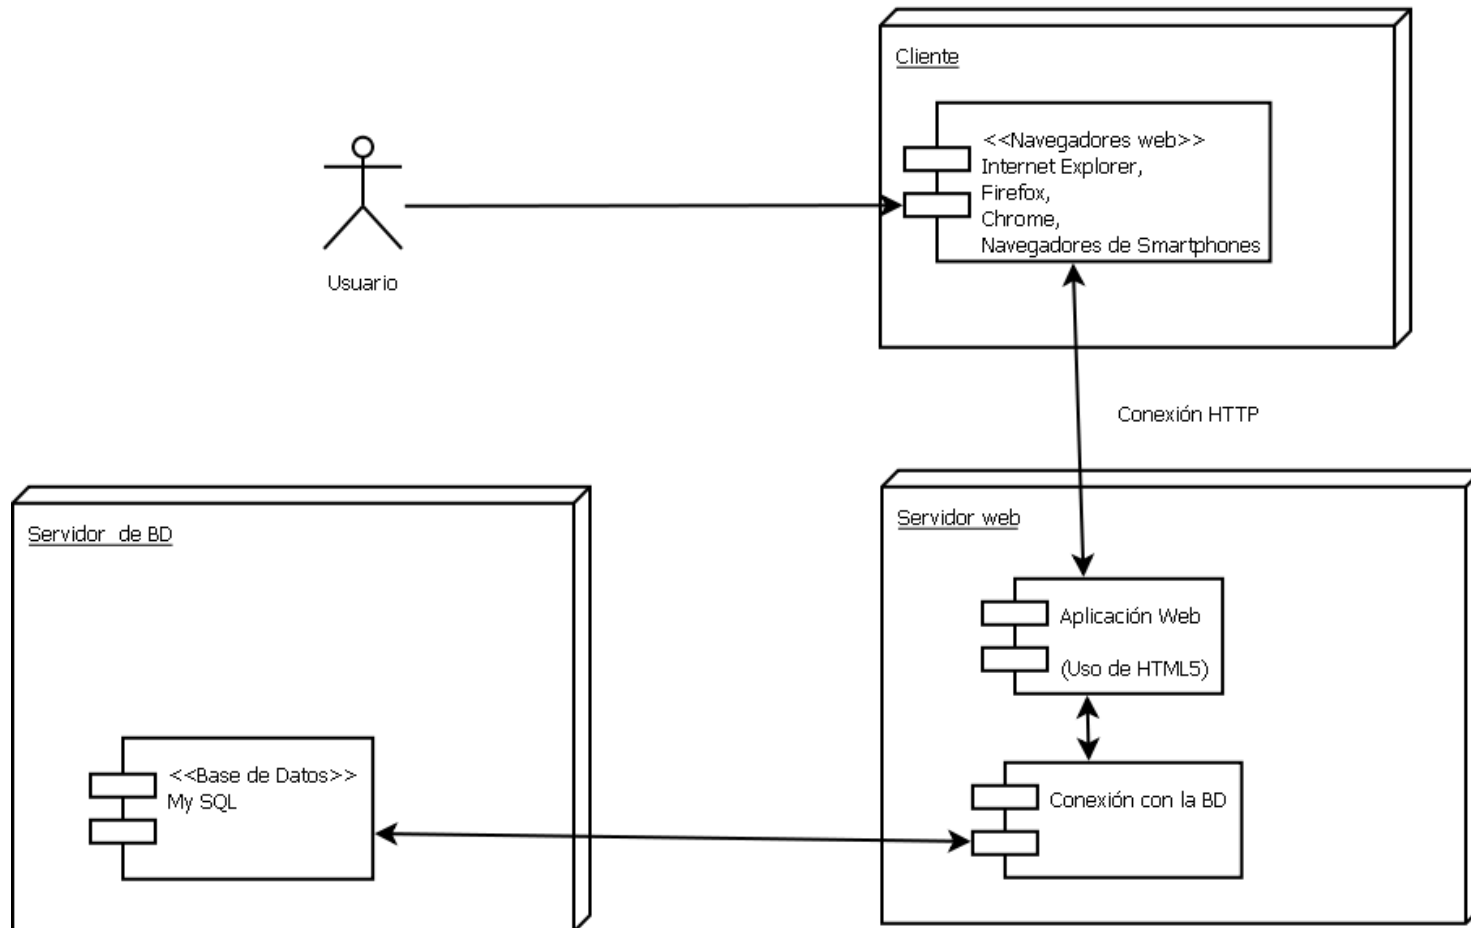 Cliente
<<Navegadores web>>
Internet Explorer,
Firefox,
Chrome,
Navegadores de Smartphones
Usuario
Conexión HTTP
Servidor de BD
Servidor web
Aplicación Web
(Uso de HTML5)
<<Base de Datos>>
My SQL
Conexión con la BD